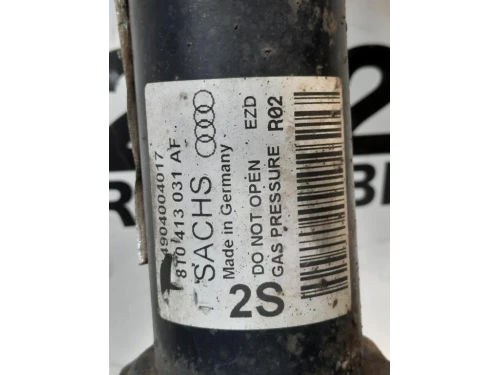 4904004017
8T0 413 031 AF
SACHS
Made in Germany
2S
DO NOT OPEN EZD
GAS PRESSURE R02